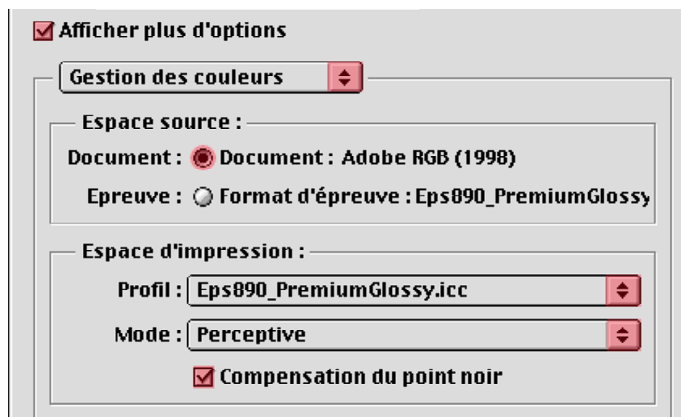 Afficher plus d'options
Gestion des couleurs
Espace source :
Document : Document : Adobe RGB (1998)
Epreuve : Format d'épreuve : Eps890_PremiumGlossy
Espace d'impression :
Profil : Eps890_PremiumGlossy.icc
Mode : Perceptive
Compensation du point noir